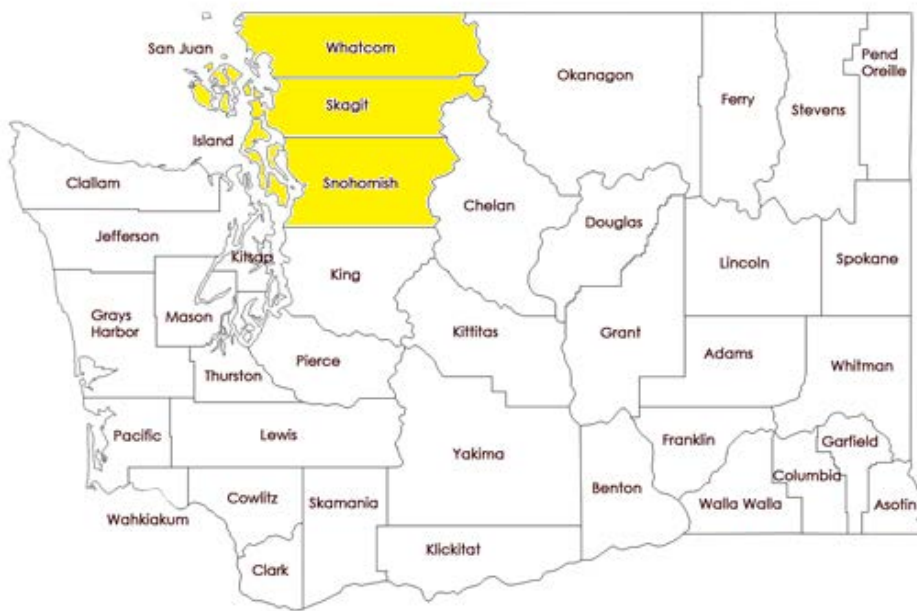 San Juan
Whatcom
Okanagon
Pend
Oreille
Ferry
Stevens
Skagit
Island
Snohomish
Clallam
Chelan
Douglas
Jefferson
Kitsap
King
Lincoln
Spokane
Grays
Harbor
Mason
Kittitas
Grant
Adams
Whitman
Pierce
Thurston
Pacific
Lewis
Yakima
Franklin
Garfield
Columbia
Benton
Walla Walla
Asotin
Wahkiakum
Cowlitz
Skamania
Klickitat
Clark